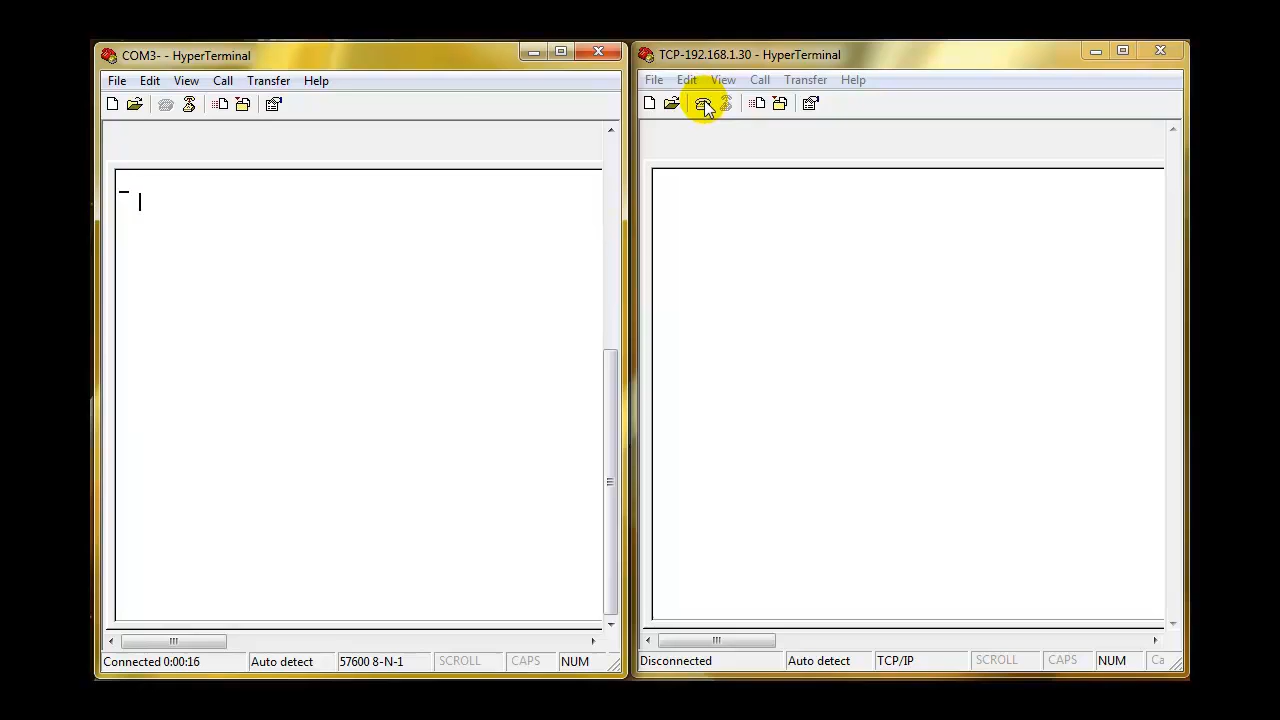 COM3- - HyperTerminal
File Edit View Call Transfer Help
Connected 0:00:16 Auto detect 57600 8-N-1 SCROLL CAPS NUM
TCP-192.168.1.30 - HyperTerminal
File Edit View Call Transfer Help
Disconnected Auto detect TCP/IP SCROLL CAPS NUM Ca